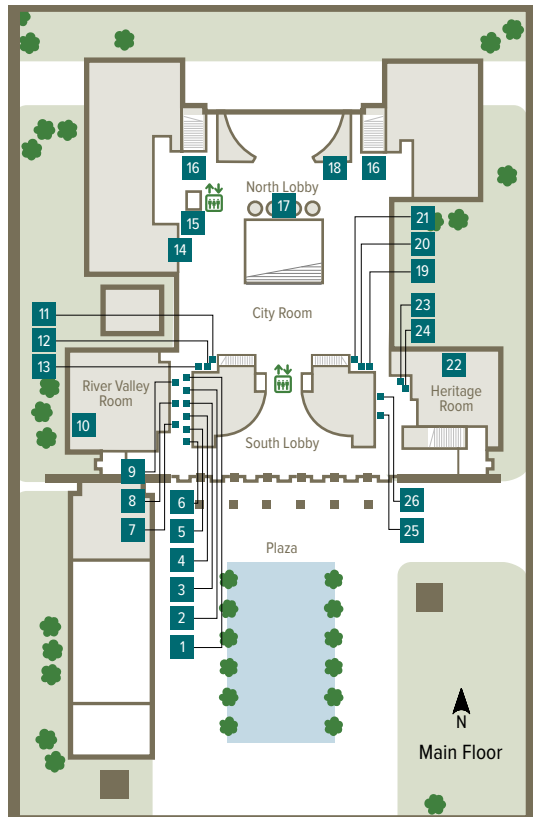 16
18
16
North Lobby
17
15
14
21
20
19
23
24
22
Heritage
Room
City Room
11
12
13
River Valley
Room
10
South Lobby
9
8
7
6
5
4
3
2
1
26
25
Plaza
N
Main Floor